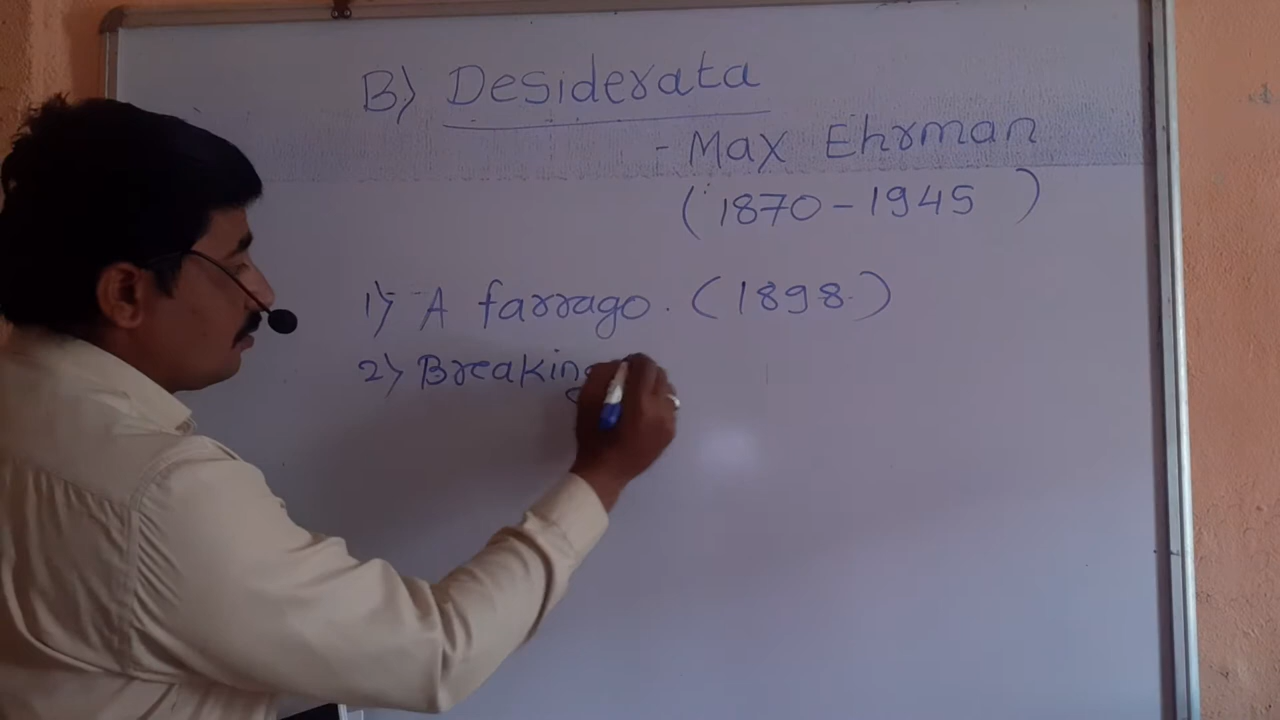 B) Desiderata
- Max Ehrman
(1870-1945)
1) A farrago. (1898.)
2) Breaking